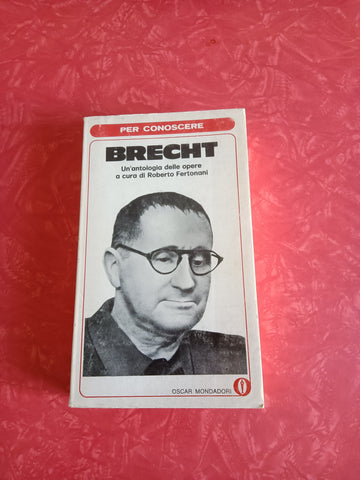 PER CONOSCERE
BRECHT
Un'antologia delle opere
a cura di Roberto Fertonani
OSCAR MONDADORI